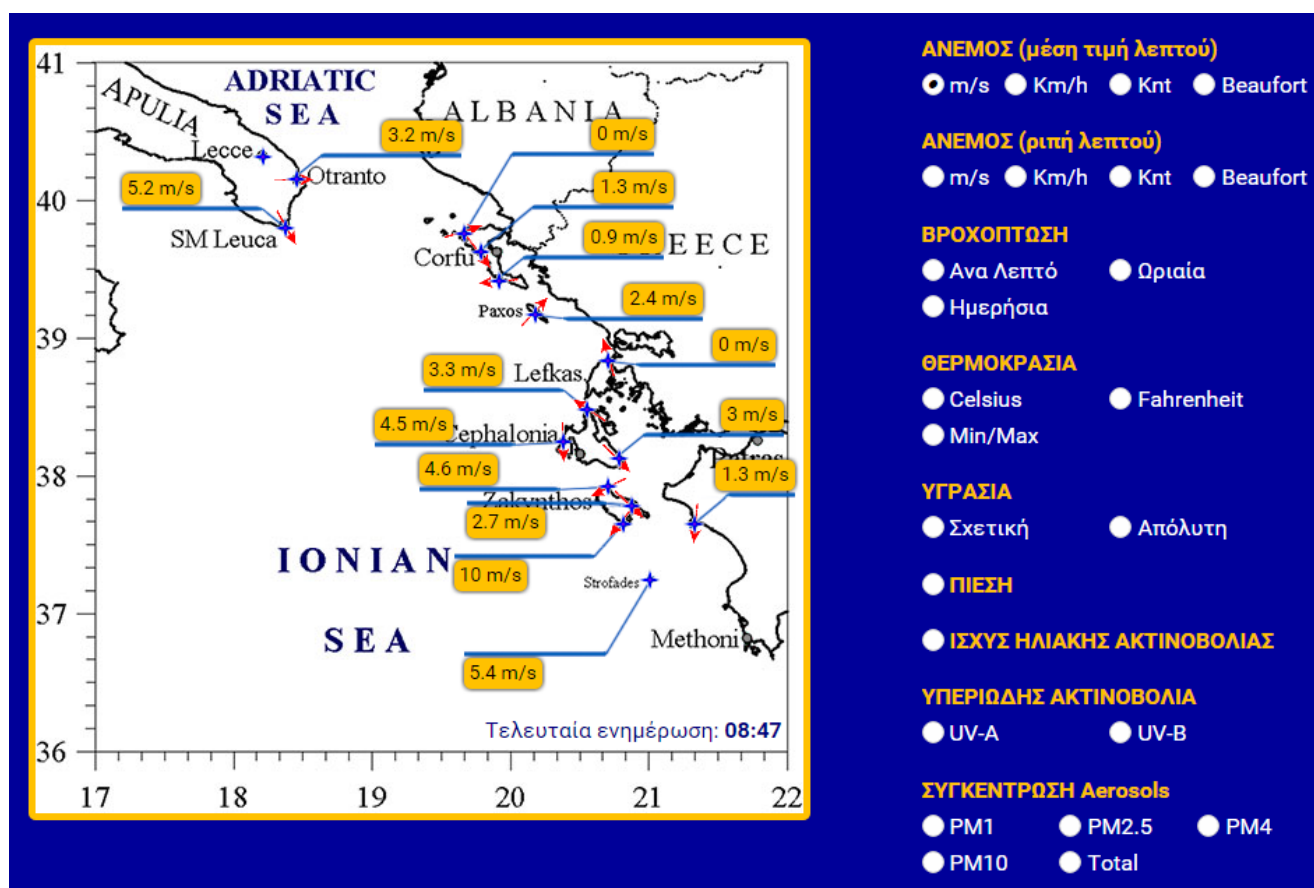 41
ADRIATIC
SEA
APULIA
ALBANIA
3.2 m/s
0 m/s
Lecce
Otranto
40
5.2 m/s
1.3 m/s
SM Leuca
0.9 m/s
EECE
Corfu
2.4 m/s
Paxos
39
0 m/s
3.3 m/s
Lefkas
3 m/s
4.5 m/s
Cephalonia
38
4.6 m/s
Patras
1.3 m/s
Zakynthos
2.7 m/s
IONIAN
10 m/s
Strofades
37
SEA
Methoni
5.4 m/s
Τελευταία ενημέρωση: 08:47
36
17 18 19 20 21 22
ΑΝΕΜΟΣ (μέση τιμή λεπτού)
m/s Km/h Knt Beaufort
ΑΝΕΜΟΣ (ριπή λεπτού)
m/s Km/h Knt Beaufort
ΒΡΟΧΟΠΤΩΣΗ
Ανα Λεπτό Ωριαία
Ημερήσια
ΘΕΡΜΟΚΡΑΣΙΑ
Celsius Fahrenheit
Min/Max
ΥΓΡΑΣΙΑ
Σχετική Απόλυτη
ΠΙΕΣΗ
ΙΣΧΥΣ ΗΛΙΑΚΗΣ ΑΚΤΙΝΟΒΟΛΙΑΣ
ΥΠΕΡΙΩΔΗΣ ΑΚΤΙΝΟΒΟΛΙΑ
UV-A UV-B
ΣΥΓΚΕΝΤΡΩΣΗ Aerosols
PM1 PM2.5 PM4
PM10 Total